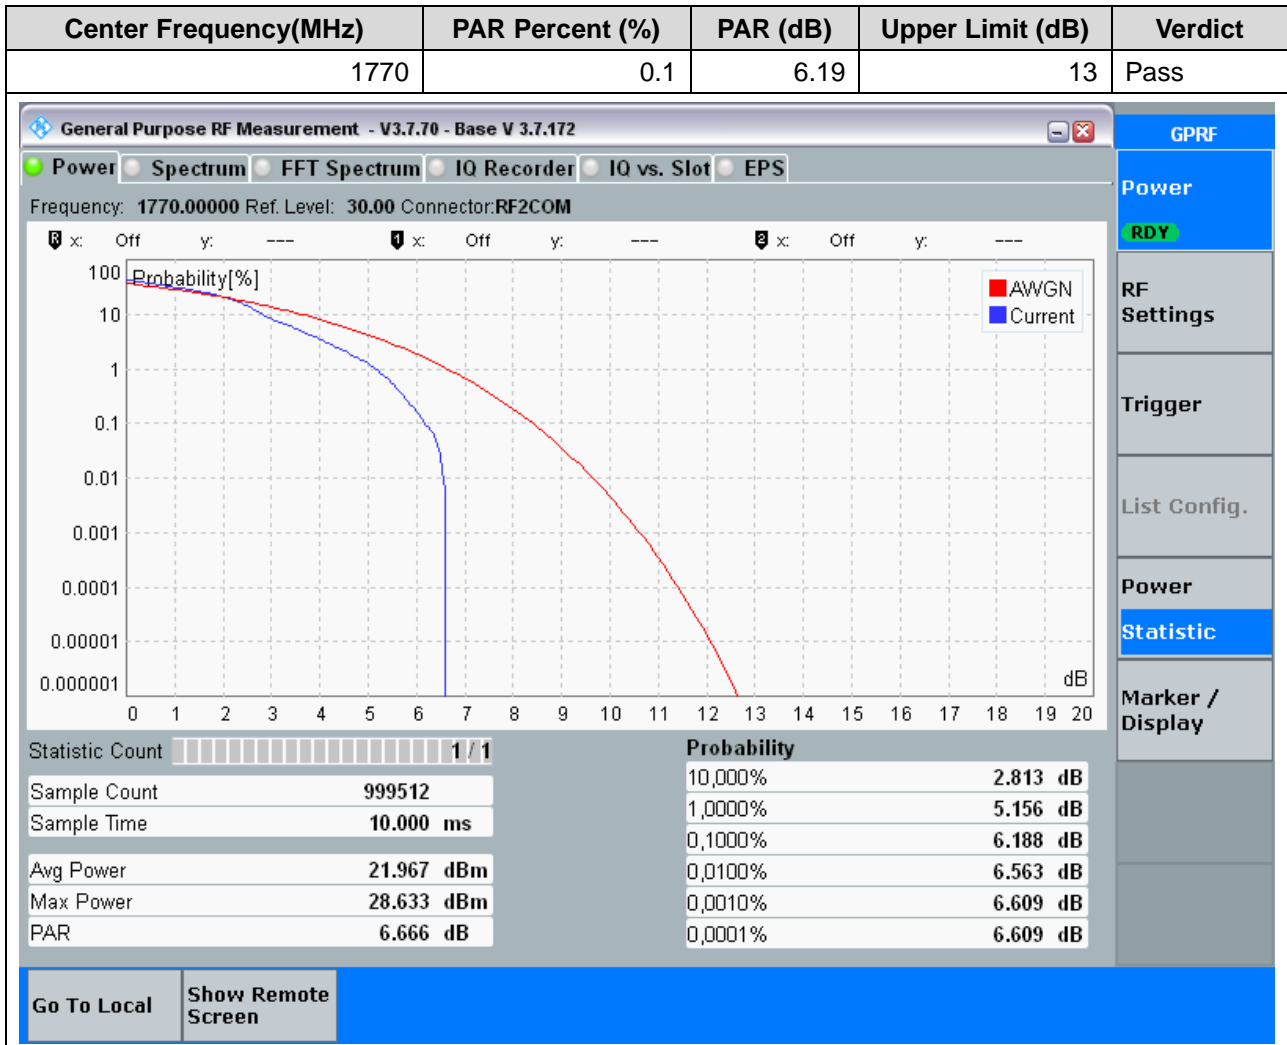 Center Frequency(MHz) PAR Percent (%) PAR (dB) Upper Limit (dB) Verdict
1770 0.1 6.19 13 Pass
General Purpose RF Measurement - V3.7.70 - Base V 3.7.172
GPRF
Power Spectrum FFT Spectrum IQ Recorder IQ vs. Slot EPS
Power
RDY
Frequency: 1770.00000 Ref. Level: 30.00 Connector:RF2COM
R x: Off y: --- 1 x: Off y: --- 2 x: Off y: ---
Probability[%]
AWGN
Current
100
10
1
0.1
0.01
0.001
0.0001
0.00001
0.000001
dB
0 1 2 3 4 5 6 7 8 9 10 11 12 13 14 15 16 17 18 19 20
RF
Settings
Trigger
List Config.
Power
Statistic
Marker /
Display
Statistic Count 1 / 1
Sample Count 999512
Sample Time 10.000 ms
Avg Power 21.967 dBm
Max Power 28.633 dBm
PAR 6.666 dB
Probability
10,000% 2.813 dB
1,0000% 5.156 dB
0,1000% 6.188 dB
0,0100% 6.563 dB
0,0010% 6.609 dB
0,0001% 6.609 dB
Go To Local
Show Remote
Screen